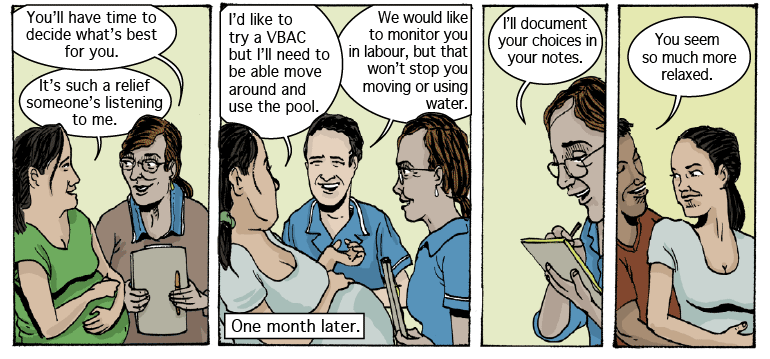 You'll have time to
decide what's best
for you.
It's such a relief
someone's listening
to me.
I'd like to
try a VBAC
but I'll need to
be able move
around and
use the pool.
We would like
to monitor you
in labour, but that
won't stop you
moving or using
water.
One month later.
I'll document
your choices in
your notes.
You seem
so much more
relaxed.